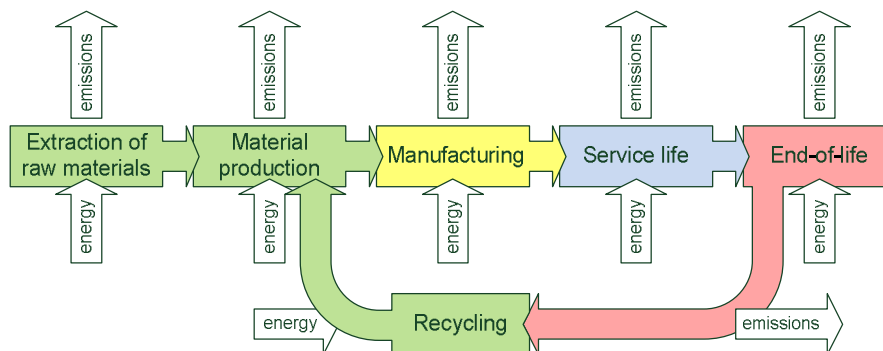 emissions
emissions
emissions
emissions
emissions
Extraction of
raw materials
Material
production
Manufacturing
Service life
End-of-life
energy
energy
energy
energy
energy
energy
Recycling
emissions